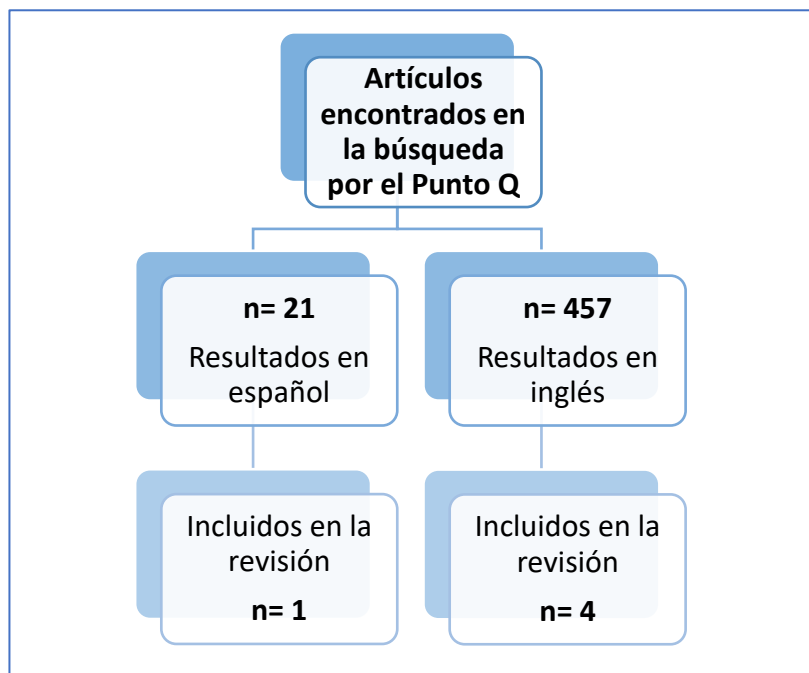 Artículos
encontrados en
la búsqueda
por el Punto Q
n= 21
Resultados en
español
n= 457
Resultados en
inglés
Incluidos en la
revisión
n= 1
Incluidos en la
revisión
n= 4